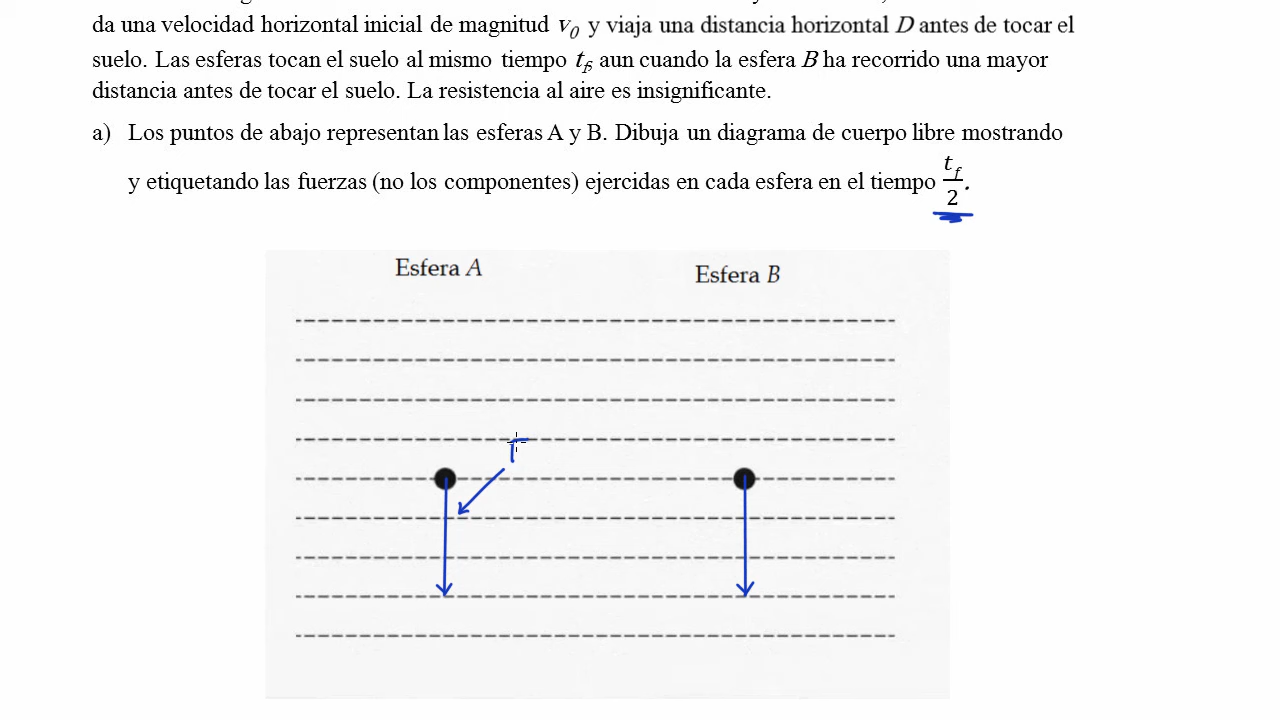 da una velocidad horizontal inicial de magnitud v₀ y viaja una distancia horizontal D antes de tocar el
suelo. Las esferas tocan el suelo al mismo tiempo t_f, aun cuando la esfera B ha recorrido una mayor
distancia antes de tocar el suelo. La resistencia al aire es insignificante.
a) Los puntos de abajo representan las esferas A y B. Dibuja un diagrama de cuerpo libre mostrando
y etiquetando las fuerzas (no los componentes) ejercidas en cada esfera en el tiempo t_f/2.
Esfera A
Esfera B